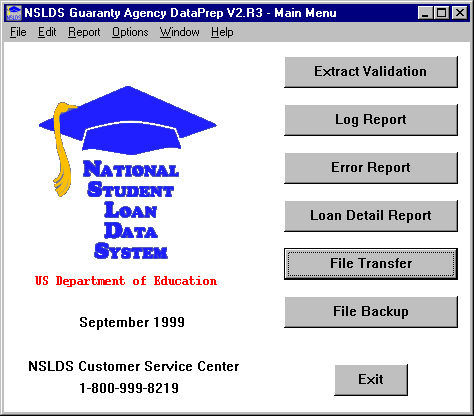 NSLDS Guaranty Agency DataPrep V2.R3 - Main Menu
File Edit Report Options Window Help
NATIONAL
STUDENT
LOAN
DATA
SYSTEM
US Department of Education
September 1999
NSLDS Customer Service Center
1-800-999-8219
Extract Validation
Log Report
Error Report
Loan Detail Report
File Transfer
File Backup
Exit